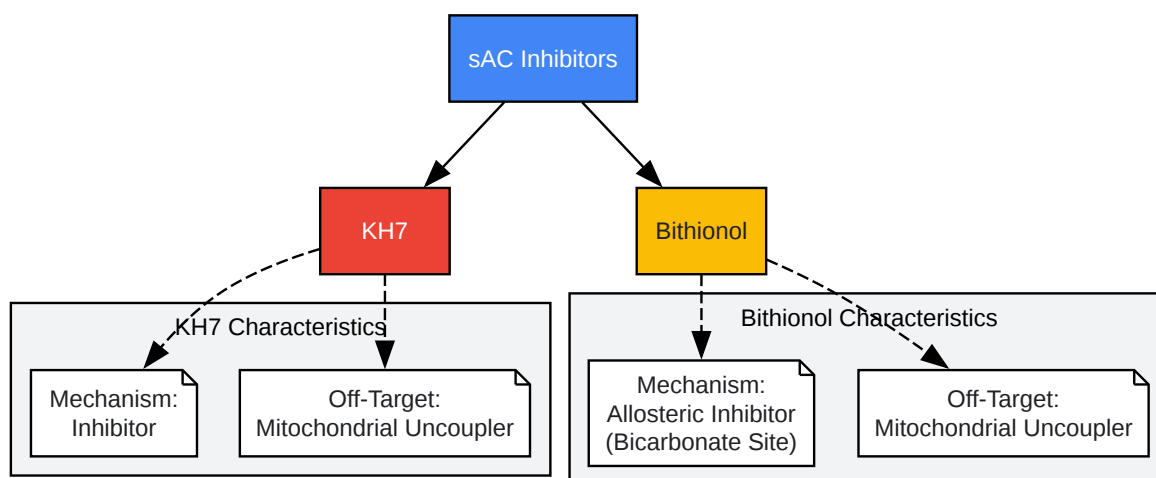 sAC Inhibitors
KH7
Bithionol
KH7 Characteristics
Mechanism:
Inhibitor
Off-Target:
Mitochondrial Uncoupler
Bithionol Characteristics
Mechanism:
Allosteric Inhibitor
(Bicarbonate Site)
Off-Target:
Mitochondrial Uncoupler